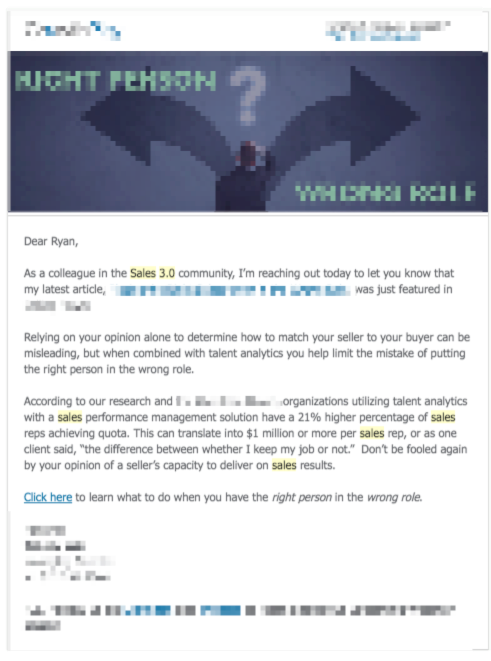 RIGHT PERSON
?
WRONG ROLE
Dear Ryan,
As a colleague in the Sales 3.0 community, I'm reaching out today to let you know that
my latest article, was just featured in
Relying on your opinion alone to determine how to match your seller to your buyer can be
misleading, but when combined with talent analytics you help limit the mistake of putting
the right person in the wrong role.
According to our research and organizations utilizing talent analytics
with a sales performance management solution have a 21% higher percentage of sales
reps achieving quota. This can translate into $1 million or more per sales rep, or as one
client said, "the difference between whether I keep my job or not."  Don't be fooled again
by your opinion of a seller's capacity to deliver on sales results.
Click here to learn what to do when you have the right person in the wrong role.